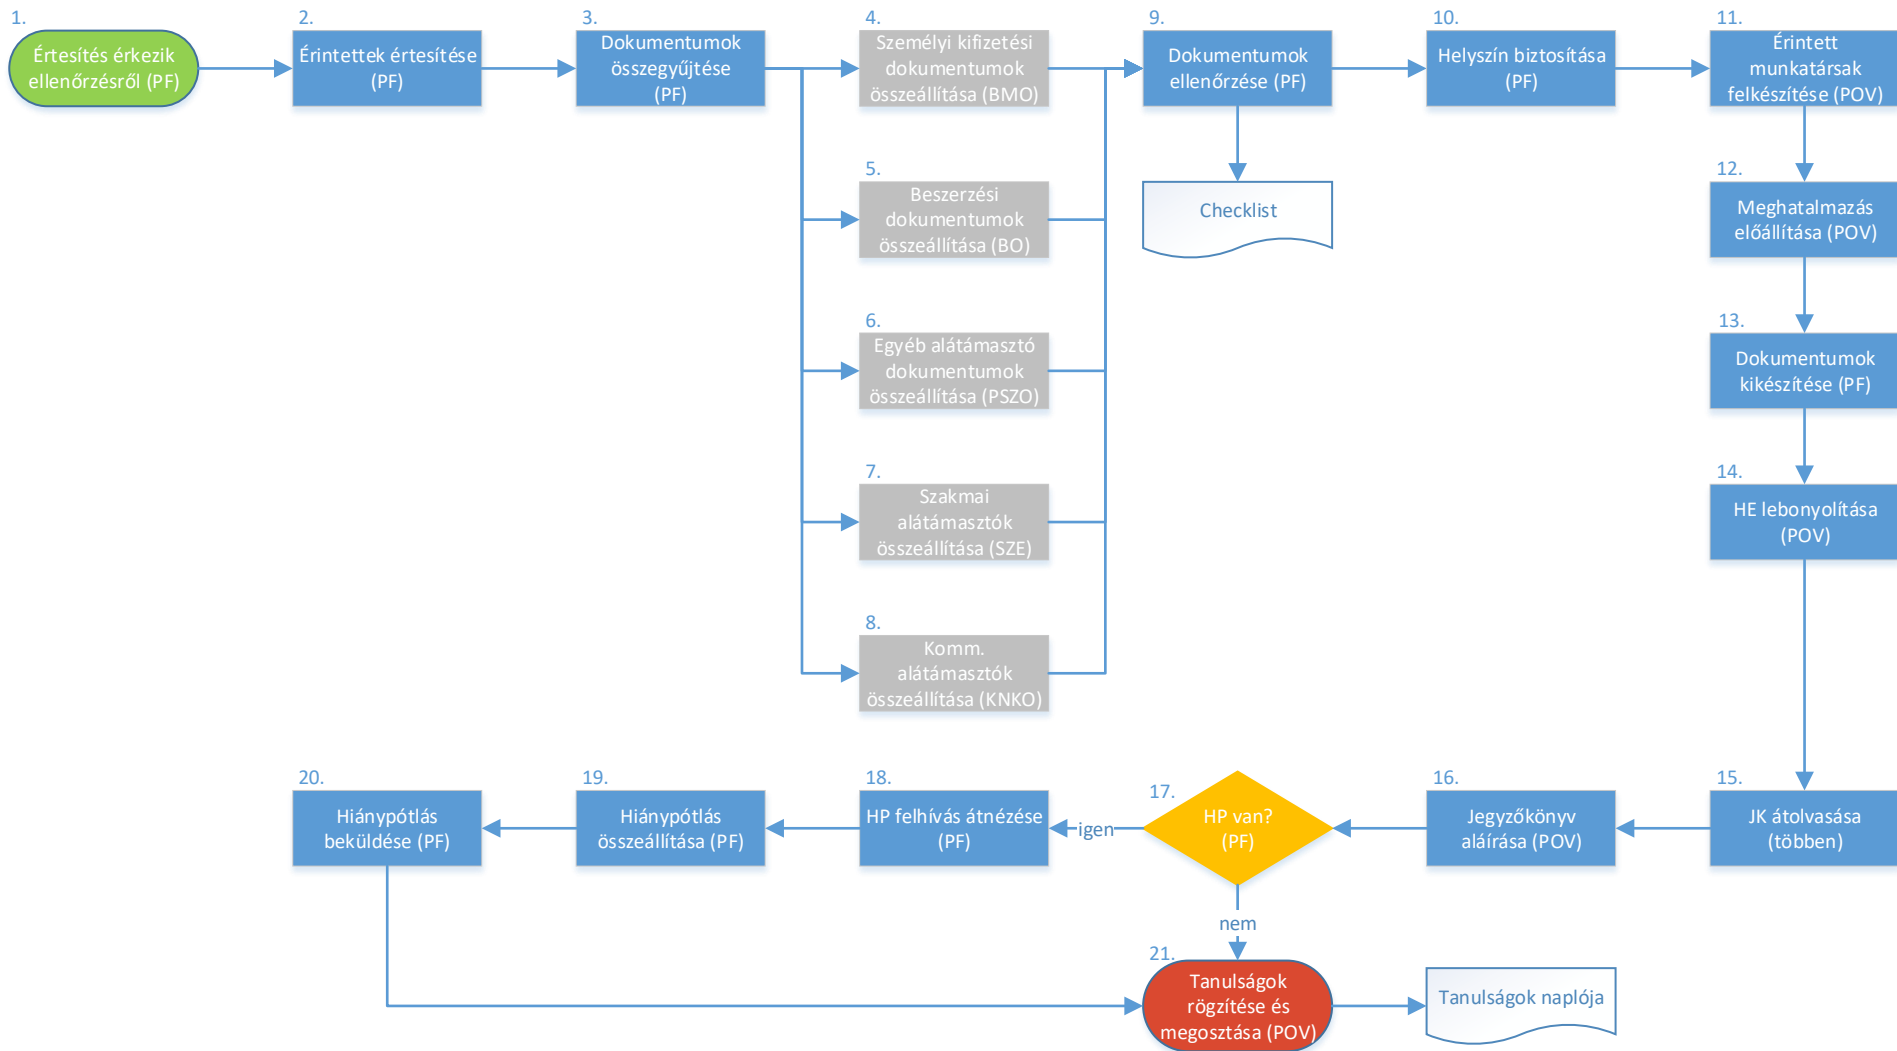 1.
Értesítés érkezik
ellenőrzésről (PF)
2.
Érintettek értesítése
(PF)
3.
Dokumentumok
összegyűjtése
(PF)
4.
Személyi kifizetési
dokumentumok
összeállítása (BMO)
5.
Beszerzési
dokumentumok
összeállítása (BO)
6.
Egyéb alátámasztó
dokumentumok
összeállítása (PSZO)
7.
Szakmai
alátámasztók
összeállítása (SZE)
8.
Komm.
alátámasztók
összeállítása (KNKO)
9.
Dokumentumok
ellenőrzése (PF)
Checklist
10.
Helyszín biztosítása
(PF)
11.
Érintett
munkatársak
felkészítése (POV)
12.
Meghatalmazás
előállítása (POV)
13.
Dokumentumok
kikészítése (PF)
14.
HE lebonyolítása
(POV)
15.
JK átolvasása
(többen)
16.
Jegyzőkönyv
aláírása (POV)
17.
HP van?
(PF)
igen
nem
18.
HP felhívás átnézése
(PF)
19.
Hiánypótlás
összeállítása (PF)
20.
Hiánypótlás
beküldése (PF)
21.
Tanulságok
rögzítése és
megosztása (POV)
Tanulságok naplója